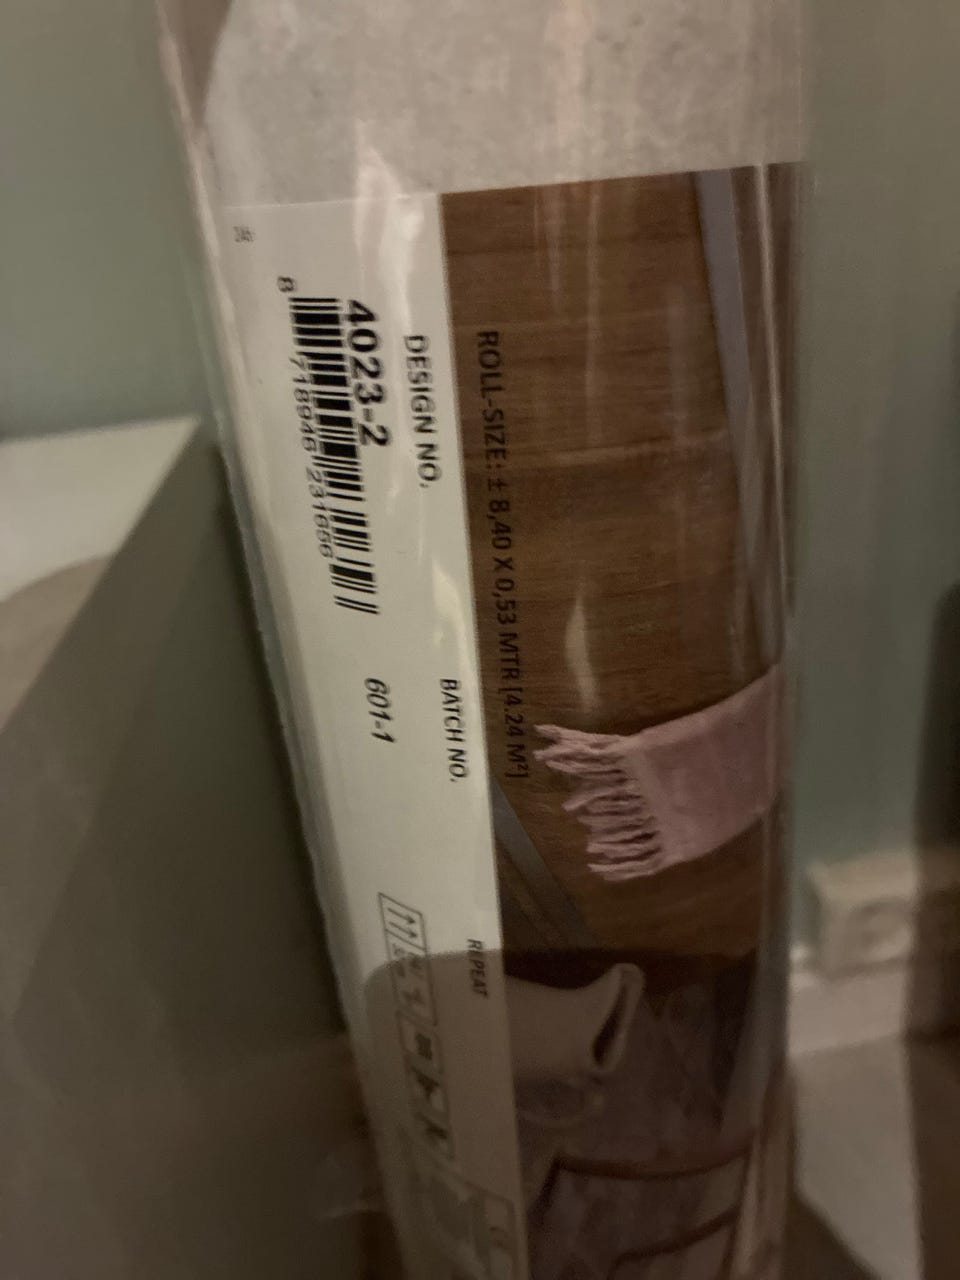 ROLL-SIZE: ± 8,40 X 0,53 MTR [4.24 M²]
DESIGN NO.
4023-2
8 718946 231656
BATCH NO.
601-1
REPEAT